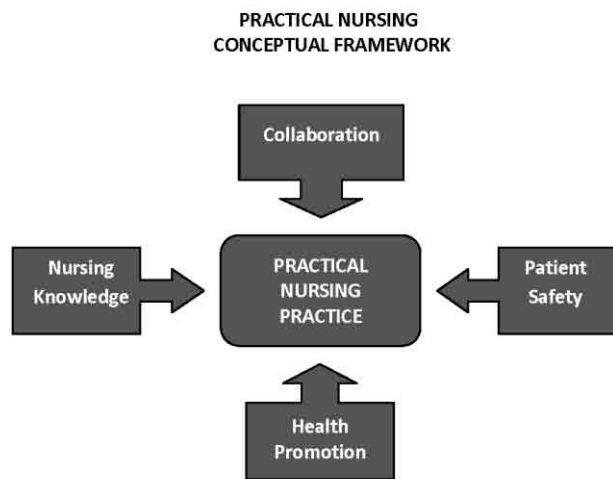 PRACTICAL NURSING
CONCEPTUAL FRAMEWORK
Collaboration
Nursing
Knowledge
PRACTICAL
NURSING
PRACTICE
Patient
Safety
Health
Promotion